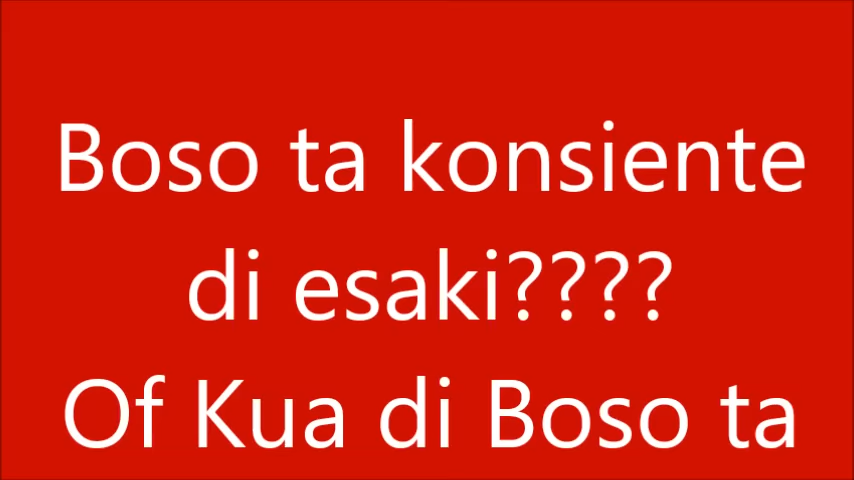 Boso ta konsiente
di esaki????
Of Kua di Boso ta